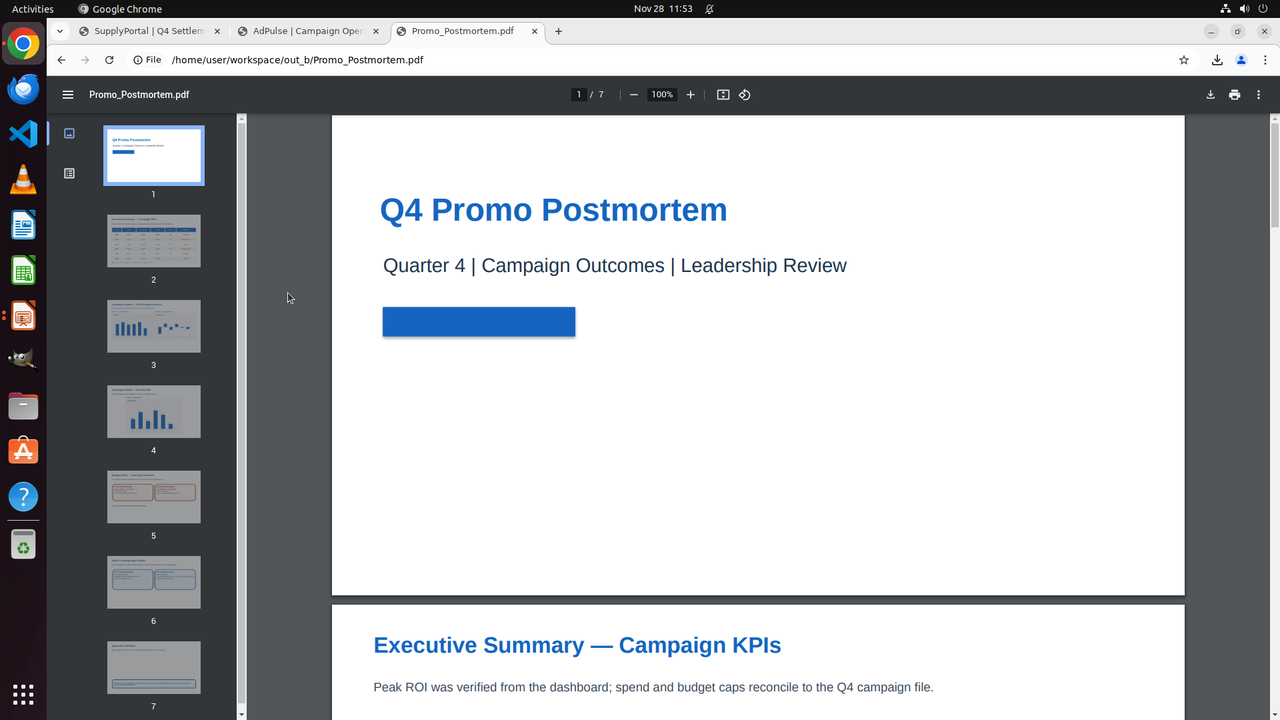 Activities
Google Chrome
Nov 28 11:53
SupplyPortal | Q4 Settlem
AdPulse | Campaign Oper
Promo_Postmortem.pdf
File
/home/user/workspace/out_b/Promo_Postmortem.pdf
Promo_Postmortem.pdf
1 / 7
100%
1
2
3
4
5
6
7
Q4 Promo Postmortem
Quarter 4 | Campaign Outcomes | Leadership Review
Executive Summary — Campaign KPIs
Peak ROI was verified from the dashboard; spend and budget caps reconcile to the Q4 campaign file.